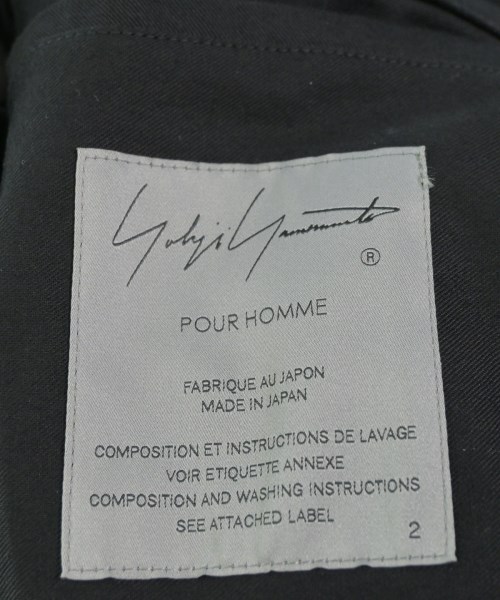 Yohji Yamamoto
®
POUR HOMME
FABRIQUE AU JAPON
MADE IN JAPAN
COMPOSITION ET INSTRUCTIONS DE LAVAGE
VOIR ETIQUETTE ANNEXE
COMPOSITION AND WASHING INSTRUCTIONS
SEE ATTACHED LABEL
2